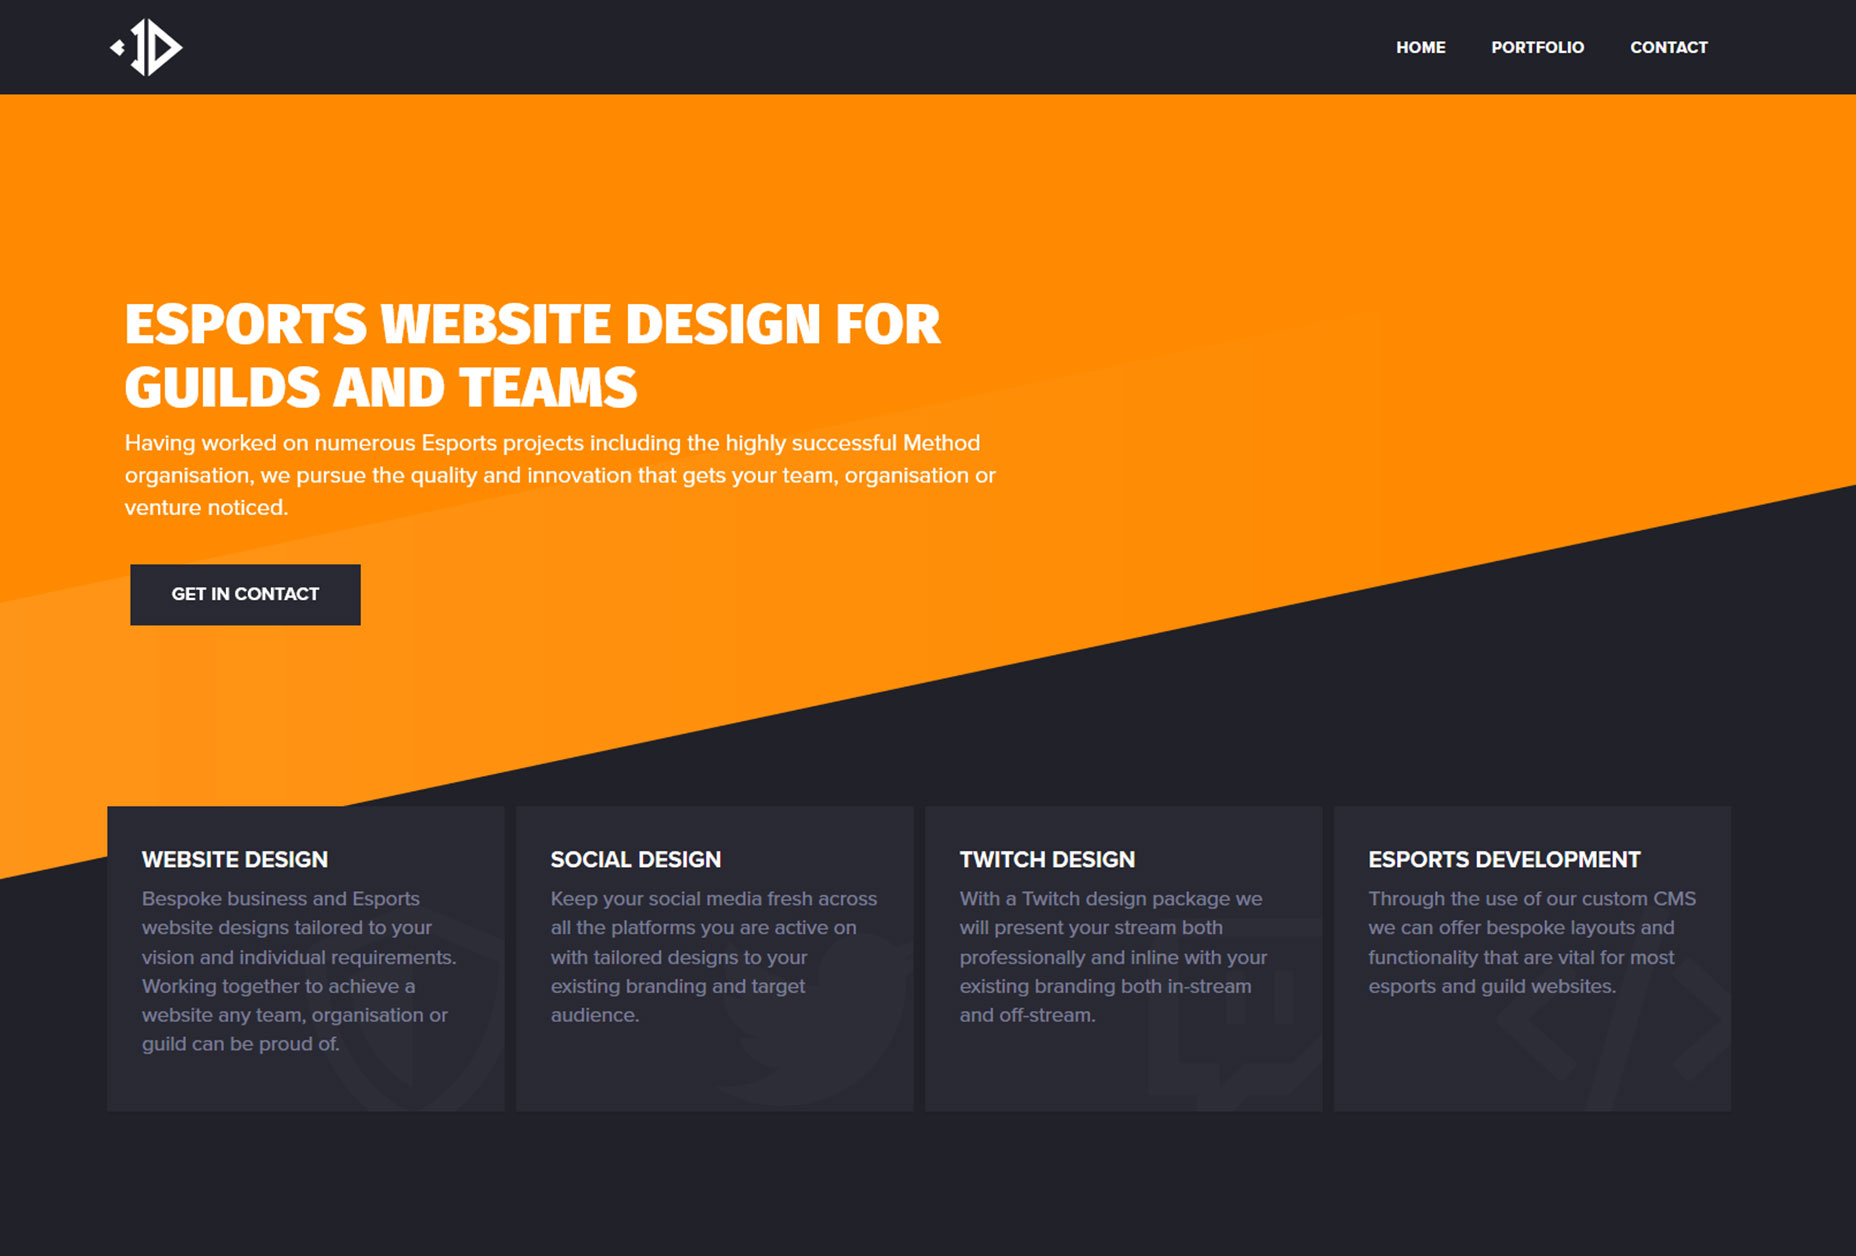 HOME PORTFOLIO CONTACT
ESPORTS WEBSITE DESIGN FOR
GUILDS AND TEAMS
Having worked on numerous Esports projects including the highly successful Method
organisation, we pursue the quality and innovation that gets your team, organisation or
venture noticed.
GET IN CONTACT
WEBSITE DESIGN
Bespoke business and Esports
website designs tailored to your
vision and individual requirements.
Working together to achieve a
website any team, organisation or
guild can be proud of.
SOCIAL DESIGN
Keep your social media fresh across
all the platforms you are active on
with tailored designs to your
existing branding and target
audience.
TWITCH DESIGN
With a Twitch design package we
will present your stream both
professionally and inline with your
existing branding both in-stream
and off-stream.
ESPORTS DEVELOPMENT
Through the use of our custom CMS
we can offer bespoke layouts and
functionality that are vital for most
esports and guild websites.